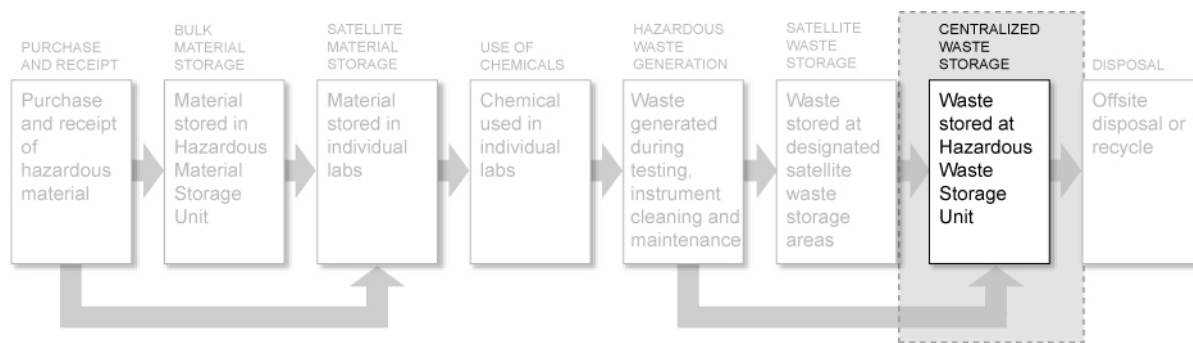 PURCHASE
AND RECEIPT
Purchase
and receipt
of
hazardous
material
BULK
MATERIAL
STORAGE
Material
stored in
Hazardous
Material
Storage
Unit
SATELLITE
MATERIAL
STORAGE
Material
stored in
individual
labs
USE OF
CHEMICALS
Chemical
used in
individual
labs
HAZARDOUS
WASTE
GENERATION
Waste
generated
during
testing,
instrument
cleaning and
maintenance
SATELLITE
WASTE
STORAGE
Waste
stored at
designated
satellite
waste
storage
areas
CENTRALIZED
WASTE
STORAGE
Waste
stored at
Hazardous
Waste
Storage
Unit
DISPOSAL
Offsite
disposal or
recycle